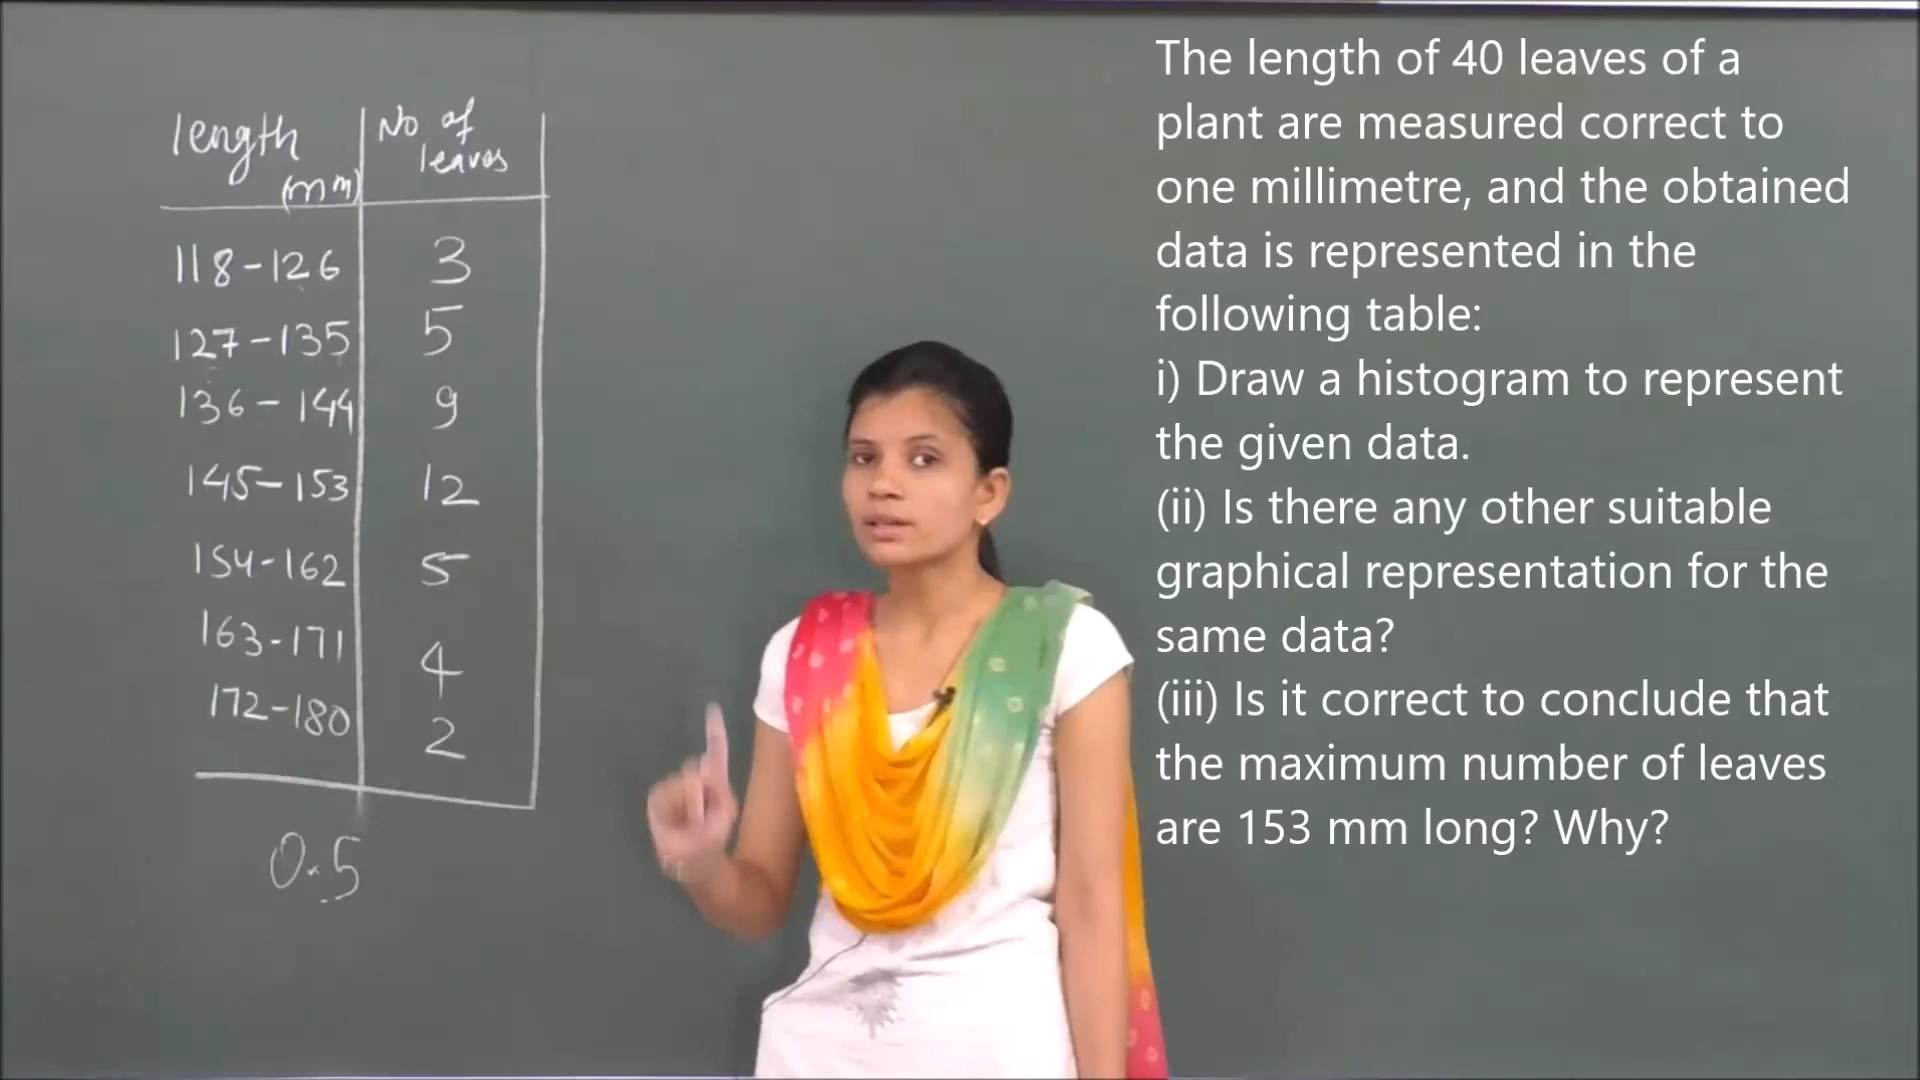 length
(mm)
No of
leaves
118-126 3
127-135 5
136-144 9
145-153 12
154-162 5
163-171 4
172-180 2
0.5
The length of 40 leaves of a
plant are measured correct to
one millimetre, and the obtained
data is represented in the
following table:
i) Draw a histogram to represent
the given data.
(ii) Is there any other suitable
graphical representation for the
same data?
(iii) Is it correct to conclude that
the maximum number of leaves
are 153 mm long? Why?